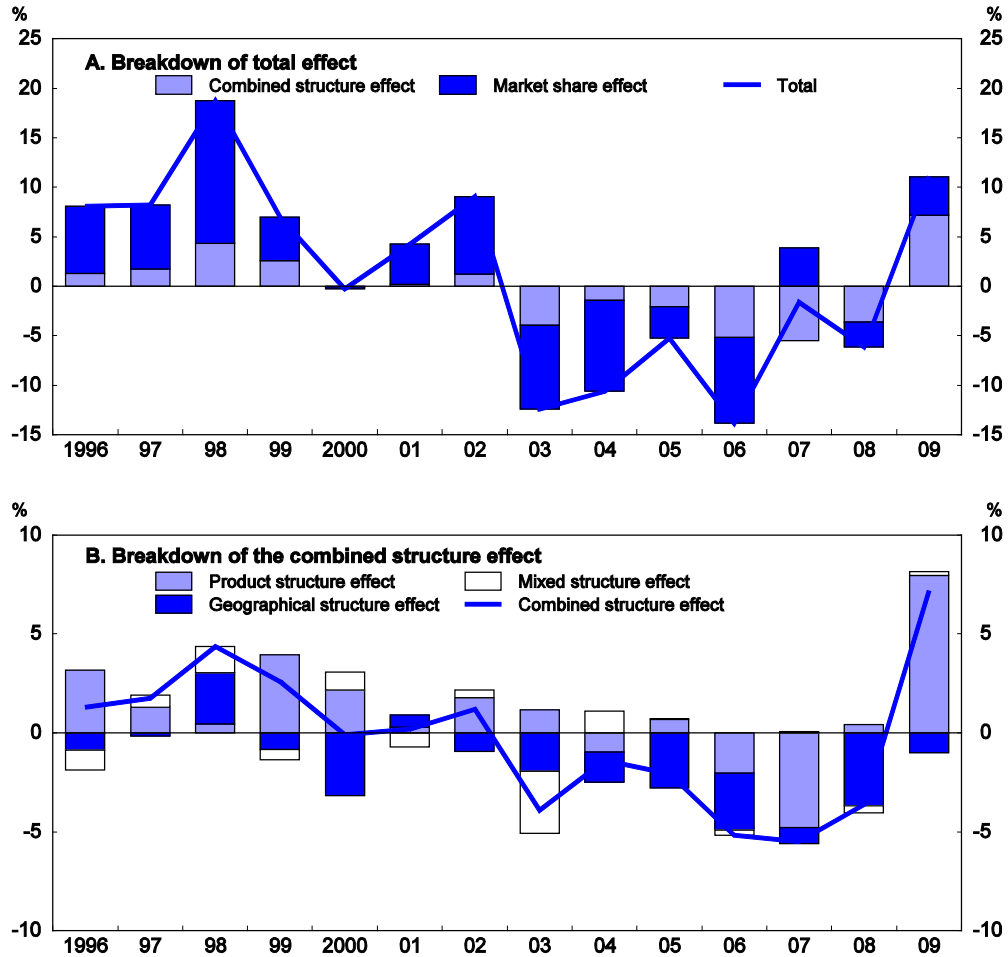 % %
25 25
A. Breakdown of total effect
Combined structure effect Market share effect Total
20 20
15 15
10 10
5 5
0 0
-5 -5
-10 -10
-15 -15
1996 97 98 99 2000 01 02 03 04 05 06 07 08 09
% %
10 10
B. Breakdown of the combined structure effect
Product structure effect Mixed structure effect
Geographical structure effect Combined structure effect
5 5
0 0
-5 -5
-10 -10
1996 97 98 99 2000 01 02 03 04 05 06 07 08 09